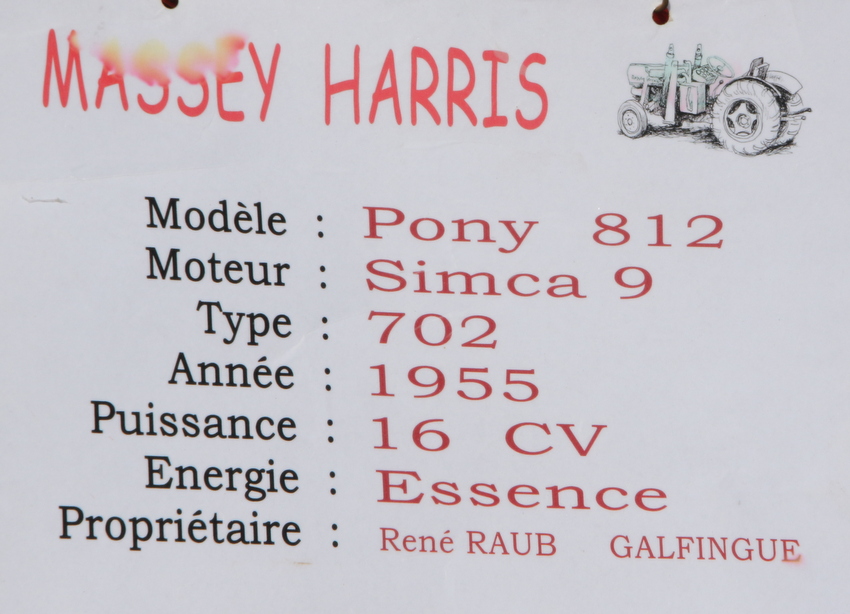 MASSEY HARRIS
Modèle : Pony 812
Moteur : Simca 9
Type : 702
Année : 1955
Puissance : 16 CV
Energie : Essence
Propriétaire : René RAUB GALFINGUE